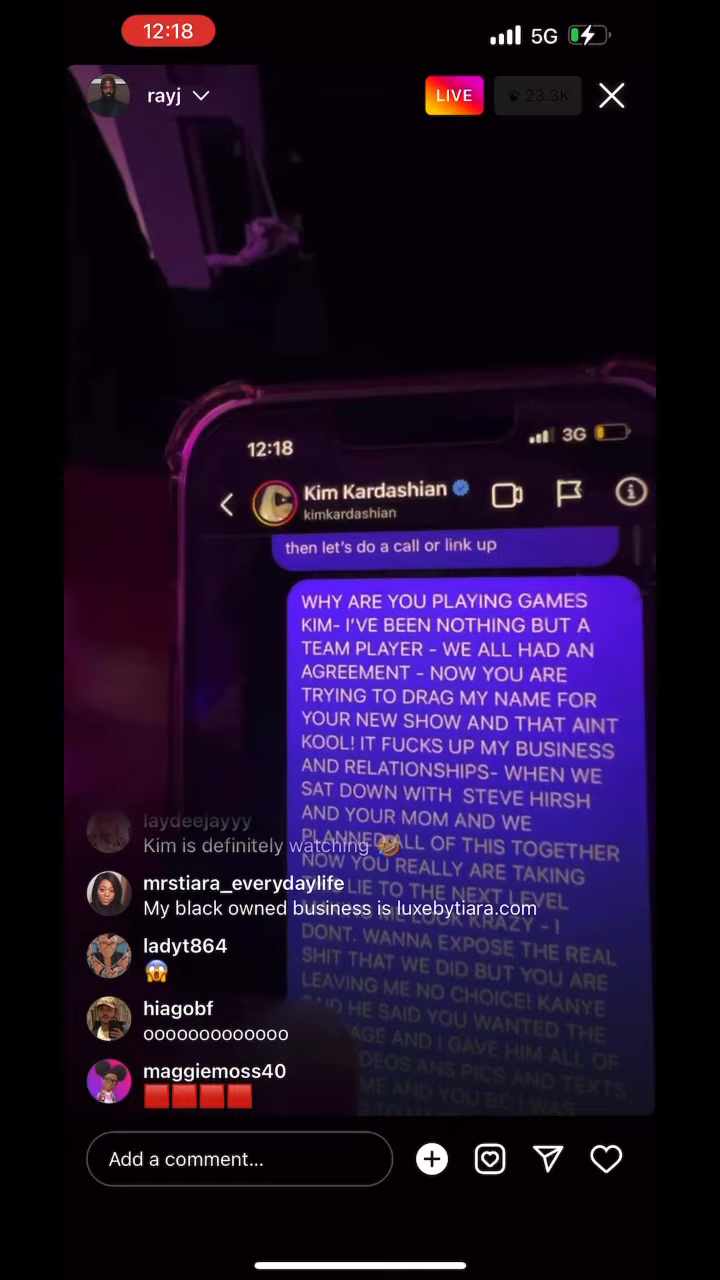 12:18
5G
rayj
LIVE
23.3K
12:18
3G
Kim Kardashian
kimkardashian
then let's do a call or link up
WHY ARE YOU PLAYING GAMES
KIM- I'VE BEEN NOTHING BUT A
TEAM PLAYER - WE ALL HAD AN
AGREEMENT - NOW YOU ARE
TRYING TO DRAG MY NAME FOR
YOUR NEW SHOW AND THAT AINT
KOOL! IT FUCKS UP MY BUSINESS
AND RELATIONSHIPS- WHEN WE
SAT DOWN WITH STEVE HIRSH
AND YOUR MOM AND WE
PLANNED ALL OF THIS TOGETHER
NOW YOU REALLY ARE TAKING
LIE TO THE NEXT LEVEL
ME LOOK KRAZY - I
DONT. WANNA EXPOSE THE REAL
SHIT THAT WE DID BUT YOU ARE
LEAVING ME NO CHOICE! KANYE
SAID HE SAID YOU WANTED THE
AND I GAVE HIM ALL OF
ANS PICS AND TEXTS
ME AND YOU BC I WAS
laydeejayyy
Kim is definitely watching 🤣
mrstiara_everydaylife
My black owned business is luxebytiara.com
ladyt864
😱
hiagobf
ooooooooooooo
maggiemoss40
🟥🟥🟥🟥
Add a comment...